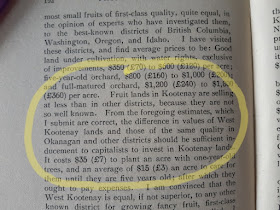 most small fruits of first-class quality, quite equal, in
the opinion of experts who have investigated them,
to the best-known districts of British Columbia,
Washington, Oregon, and Idaho. I have visited
these districts, and find average prices to be: Good
land under cultivation, with water rights, exclusive
of improvements, $350 (£70) to $300 per acre;
five-year-old orchard, $800 (£160) to $1,000 (£200)
and full-matured orchard, $1,200 (£240) to $1,
(£360) per acre. Fruit lands in Kootenay are selling
at less than in other districts, because they are not
so well known. From the foregoing estimates, which
I submit are correct, the difference in values of West
Kootenay lands and those of the same quality in
Okanagan and other districts should be sufficient in-
ducement to capitalists to invest in Kootenay land.
It costs $35 (£7) to plant an acre with one-year-old
trees, and an average of $15 (£3) an acre to care for
them until they are five years old, after which they
ought to pay expenses. I am convinced that the
West Kootenay is equal, if not superior, to any other
known district for growing fancy fruit, first-class